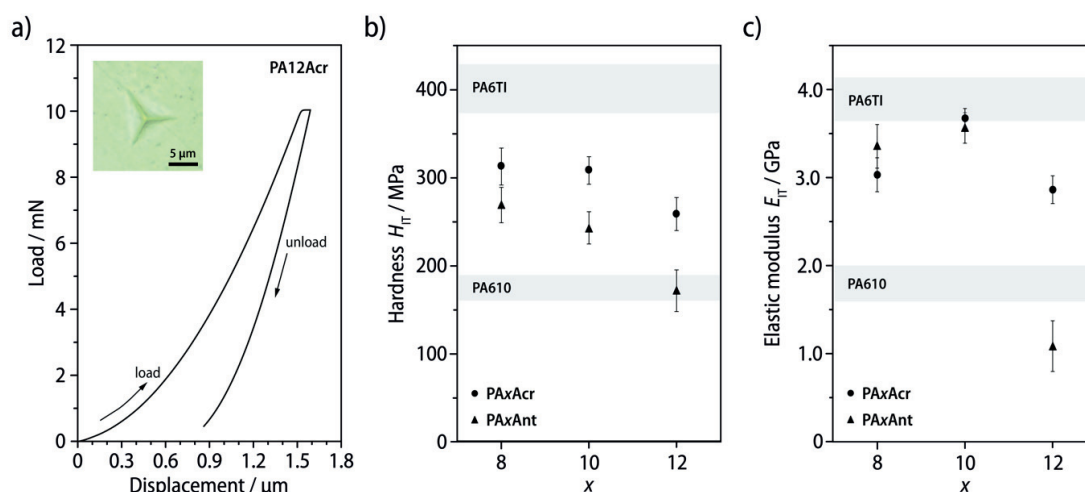 a)
12
10
8
6
4
2
0
Load / mN
PA12Acr
5 µm
unload
load
0 0.3 0.6 0.9 1.2 1.5 1.8
Displacement / µm
b)
400
300
200
100
0
Hardness H_IT / MPa
PA6TI
PA610
PAxAcr
PAxAnt
8 10 12
x
c)
4.0
3.0
2.0
1.0
0.0
Elastic modulus E_IT / GPa
PA6TI
PA610
PAxAcr
PAxAnt
8 10 12
x